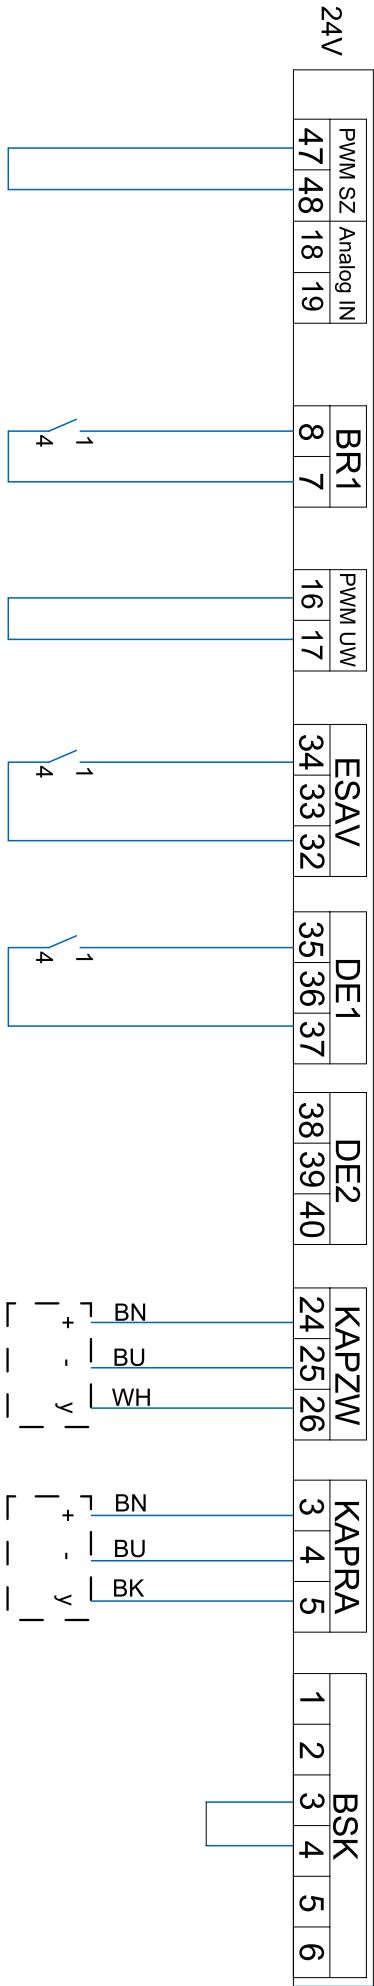 24V
PWM SZ Analog IN
47 48 18 19
BR1
8 7
1
4
PWM UW
16 17
ESAV
34 33 32
1
4
DE1
35 36 37
1
4
DE2
38 39 40
KAPZW
24 25 26
BN BU WH
+ - y
KAPRA
3 4 5
BN BU BK
+ - y
BSK
1 2 3 4 5 6